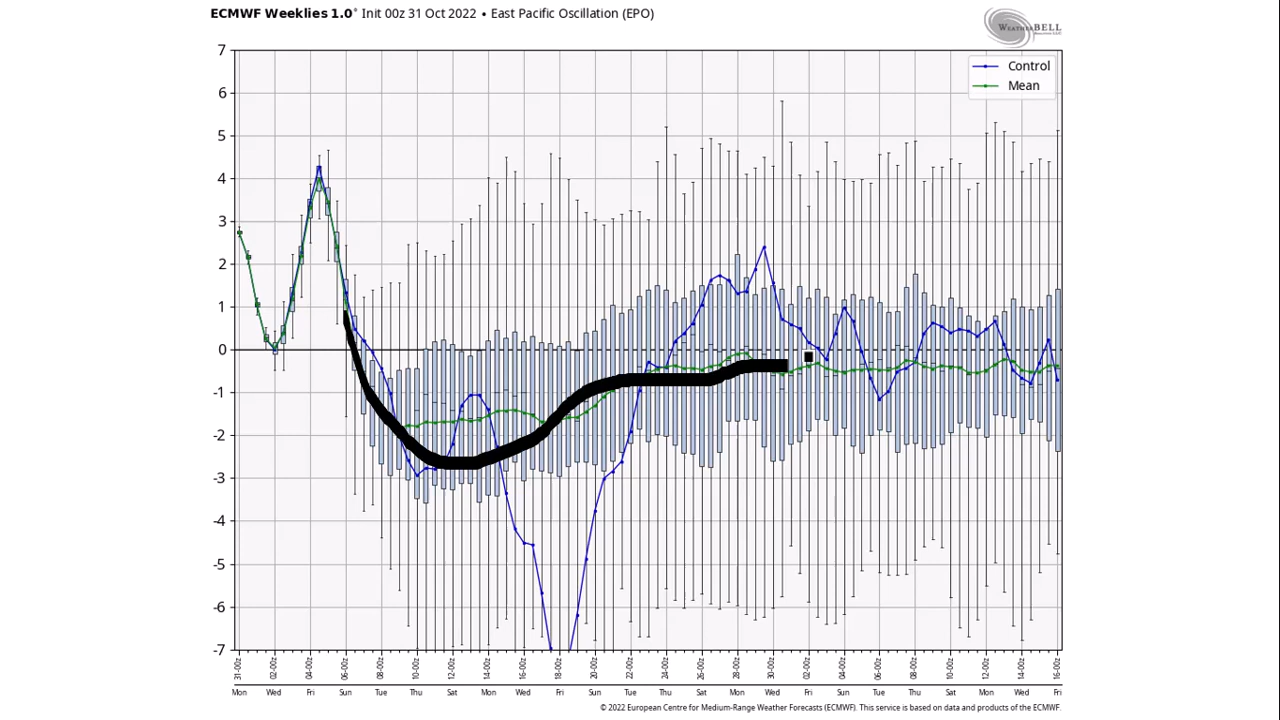 ECMWF Weeklies 1.0° Init 00z 31 Oct 2022 • East Pacific Oscillation (EPO)
WEATHERBELL
Control
Mean
7
6
5
4
3
2
1
0
-1
-2
-3
-4
-5
-6
-7
31-00z 02-00z 04-00z 06-00z 08-00z 10-00z 12-00z 14-00z 16-00z 18-00z 20-00z 22-00z 24-00z 26-00z 28-00z 30-00z 02-00z 04-00z 06-00z 08-00z 10-00z 12-00z 14-00z 16-00z
Mon Wed Fri Sun Tue Thu Sat Mon Wed Fri Sun Tue Thu Sat Mon Wed Fri Sun Tue Thu Sat Mon Wed Fri
© 2022 European Centre for Medium-Range Weather Forecasts (ECMWF). This service is based on data and products of the ECMWF.